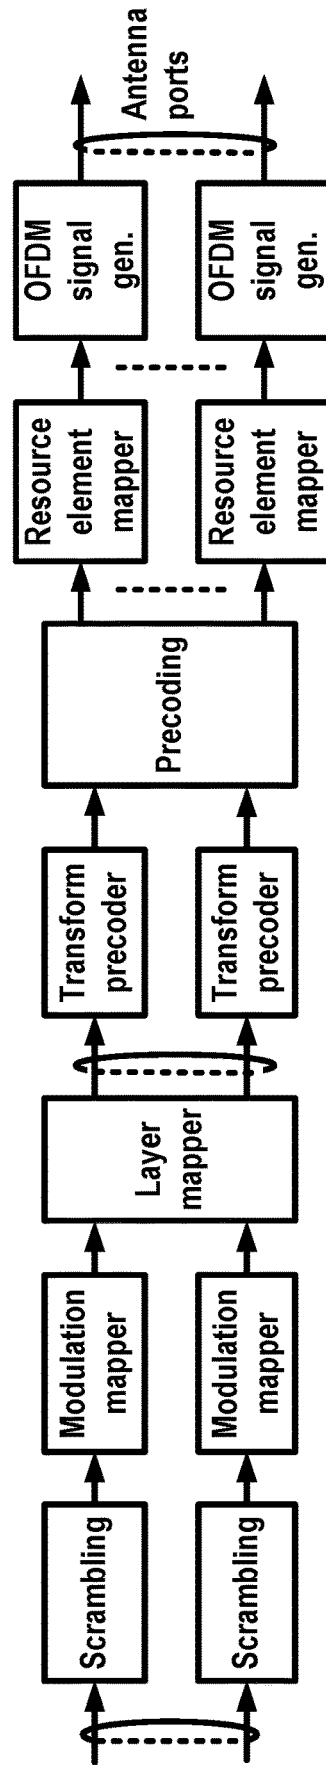 Scrambling
Scrambling
Modulation
mapper
Modulation
mapper
Layer
mapper
Transform
precoder
Transform
precoder
Precoding
Resource
element
mapper
Resource
element
mapper
OFDM
signal
gen.
OFDM
signal
gen.
Antenna
ports